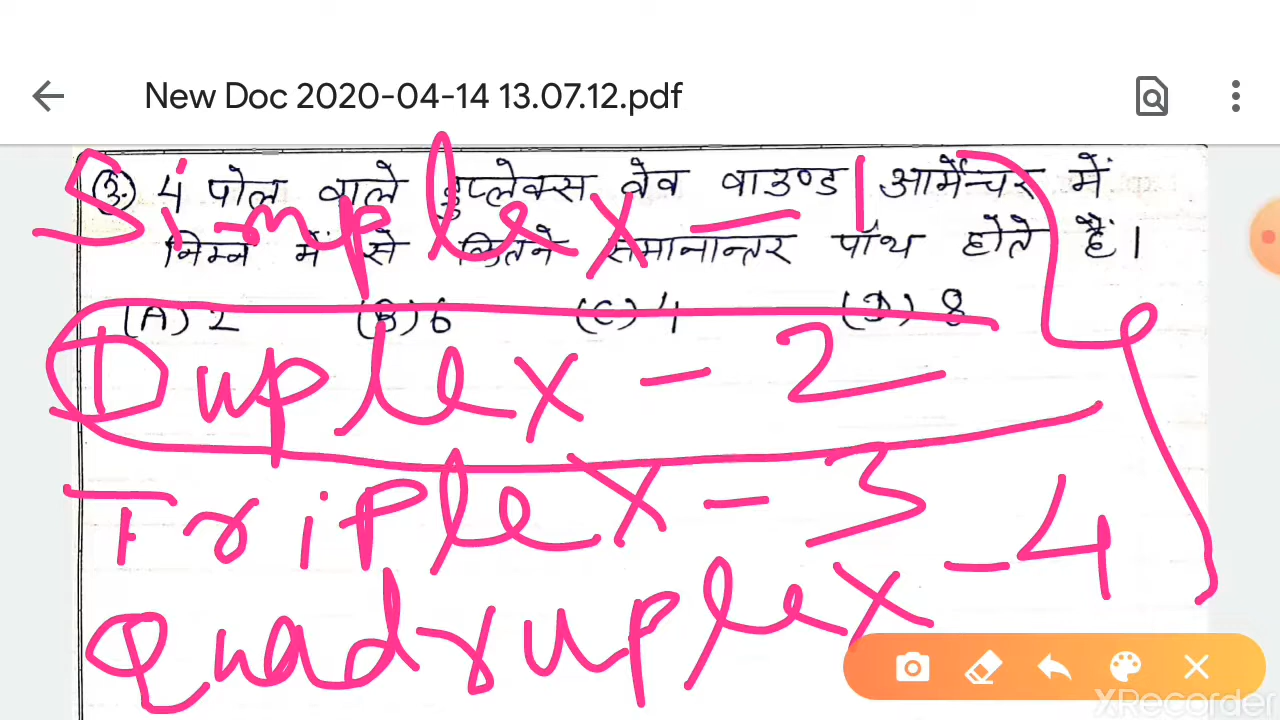 New Doc 2020-04-14 13.07.12.pdf
Q.) 4 पोल वाले डुप्लेक्स वेव वाउण्ड आर्मेन्चर में
निम्न में से कितने समानान्तर पाथ होते हैं।
(A) 2 (B) 6 (C) 4 (D) 8
Simplex - 1
Duplex - 2
Triplex - 3
Quadruplex - 4
XRecorder